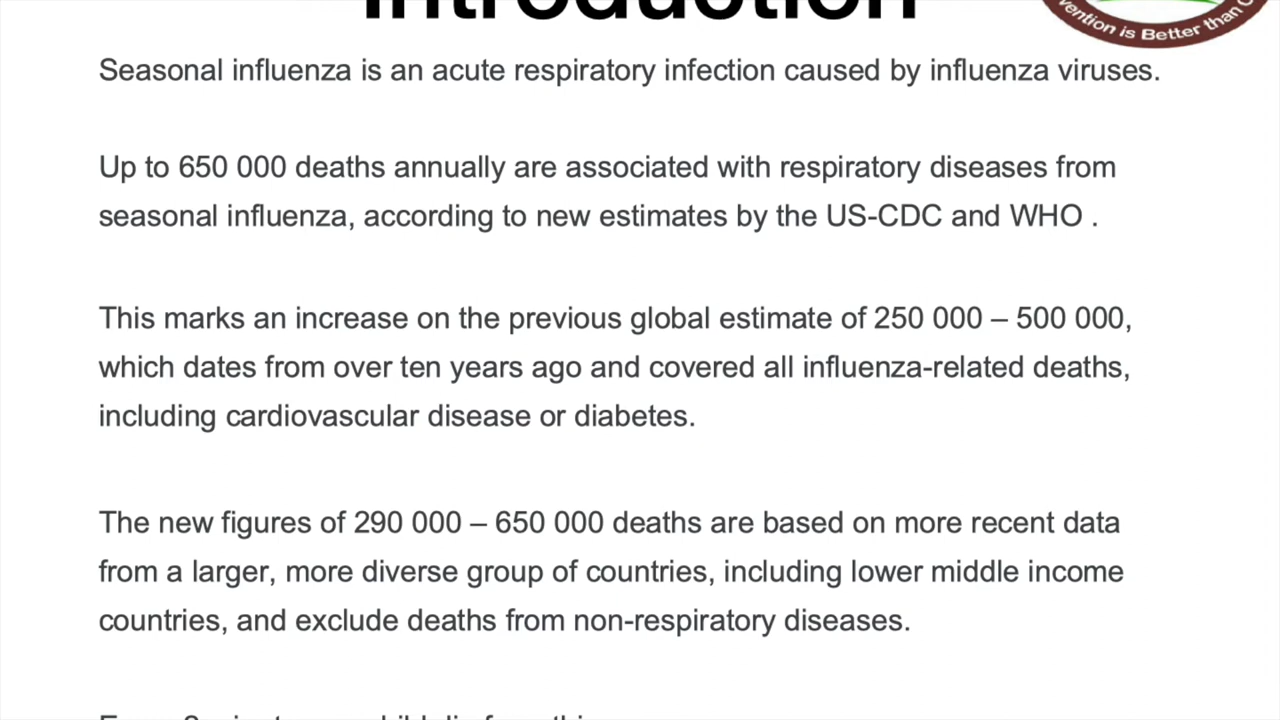 Introduction
ention is Better than
Seasonal influenza is an acute respiratory infection caused by influenza viruses.
Up to 650 000 deaths annually are associated with respiratory diseases from
seasonal influenza, according to new estimates by the US-CDC and WHO .
This marks an increase on the previous global estimate of 250 000 – 500 000,
which dates from over ten years ago and covered all influenza-related deaths,
including cardiovascular disease or diabetes.
The new figures of 290 000 – 650 000 deaths are based on more recent data
from a larger, more diverse group of countries, including lower middle income
countries, and exclude deaths from non-respiratory diseases.